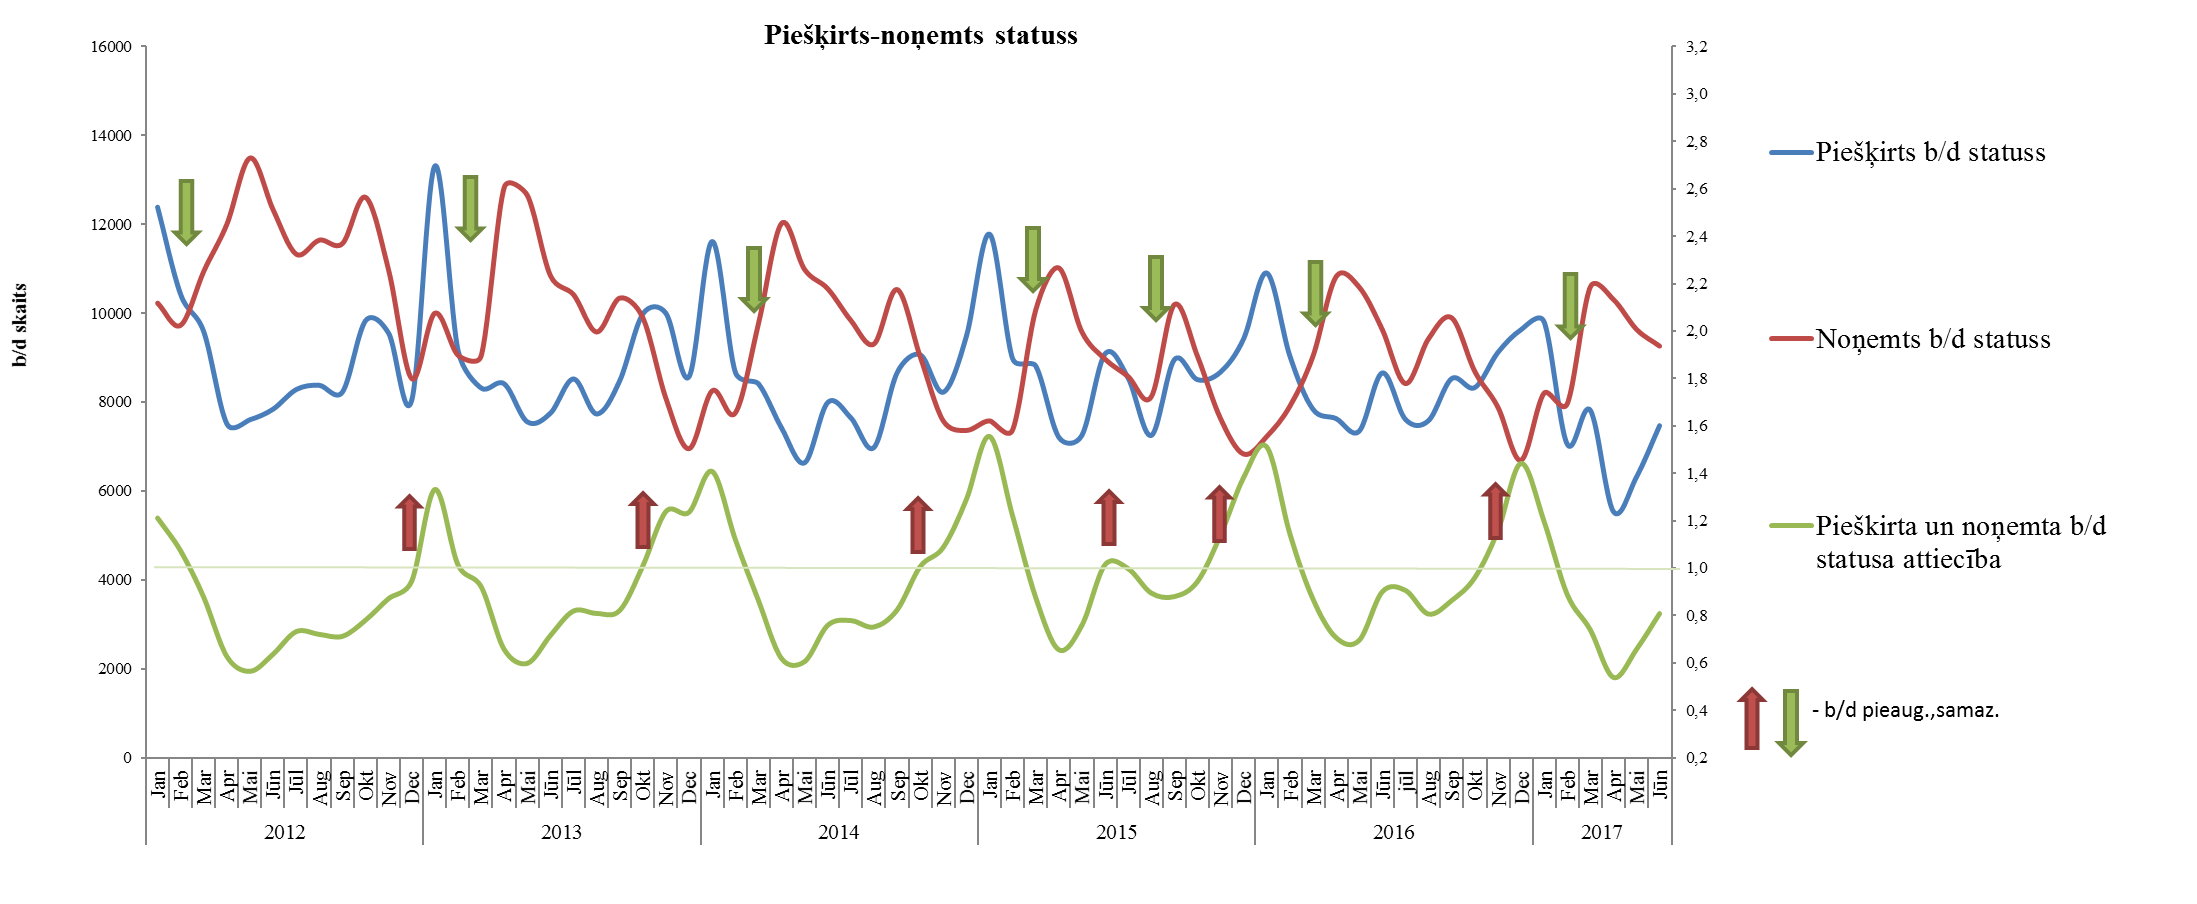 Piešķirts-noņemts statuss
16000
14000
12000
10000
8000
6000
4000
2000
0
b/d skaits
3,2
3,0
2,8
2,6
2,4
2,2
2,0
1,8
1,6
1,4
1,2
1,0
0,8
0,6
0,4
0,2
Piešķirts b/d statuss
Noņemts b/d statuss
Piešķirta un noņemta b/d
statusa attiecība
- b/d pieaug.,samaz.
Jan Feb Mar Apr Mai Jūn Jūl Aug Sep Okt Nov Dec Jan Feb Mar Apr Mai Jūn Jūl Aug Sep Okt Nov Dec Jan Feb Mar Apr Mai Jūn Jūl Aug Sep Okt Nov Dec Jan Feb Mar Apr Mai Jūn Jūl Aug Sep Okt Nov Dec Jan Feb Mar Apr Mai Jūn jūl Aug Sep Okt Nov Dec Jan Feb Mar Apr Mai Jūn
2012 2013 2014 2015 2016 2017